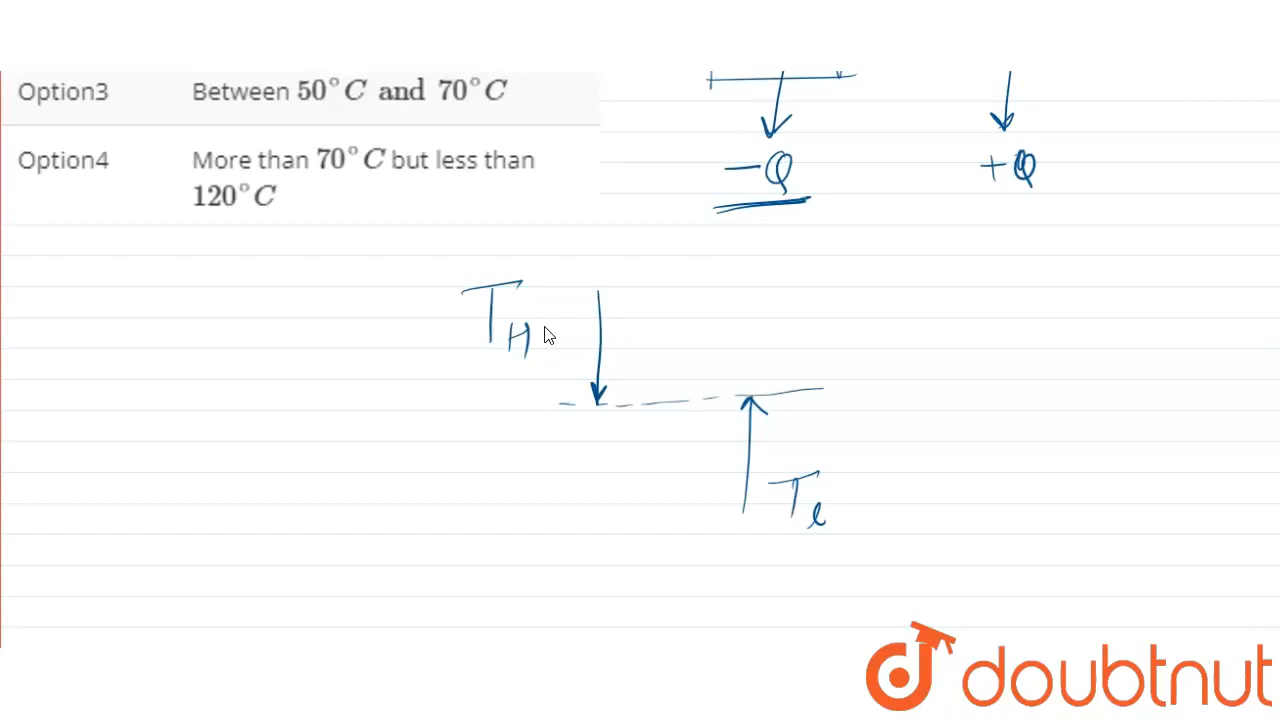 Option3 Between 50°C and 70°C
−Q +Q
Option4 More than 70°C but less than
120°C
T_H
T_l
doubtnut